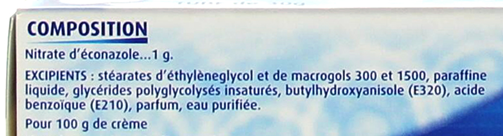 COMPOSITION
Nitrate d'éconazole...1 g.
EXCIPIENTS : stéarates d'éthylèneglycol et de macrogols 300 et 1500, paraffine
liquide, glycérides polyglycolysés insaturés, butylhydroxyanisole (E320), acide
benzoïque (E210), parfum, eau purifiée.
Pour 100 g de crème